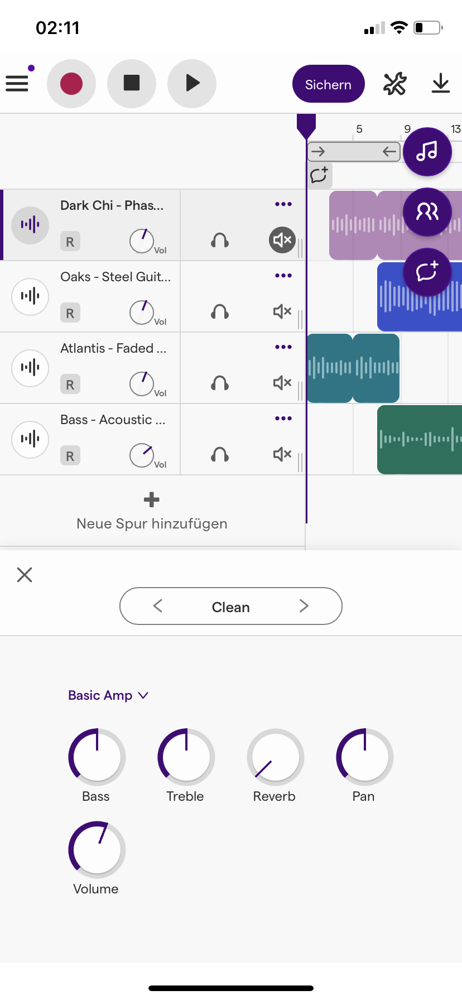 02:11
Sichern
5 9 13
Dark Chi - Phas...
R Vol
Oaks - Steel Guit...
R Vol
Atlantis - Faded ...
R Vol
Bass - Acoustic ...
R Vol
Neue Spur hinzufügen
Clean
Basic Amp
Bass Treble Reverb Pan
Volume